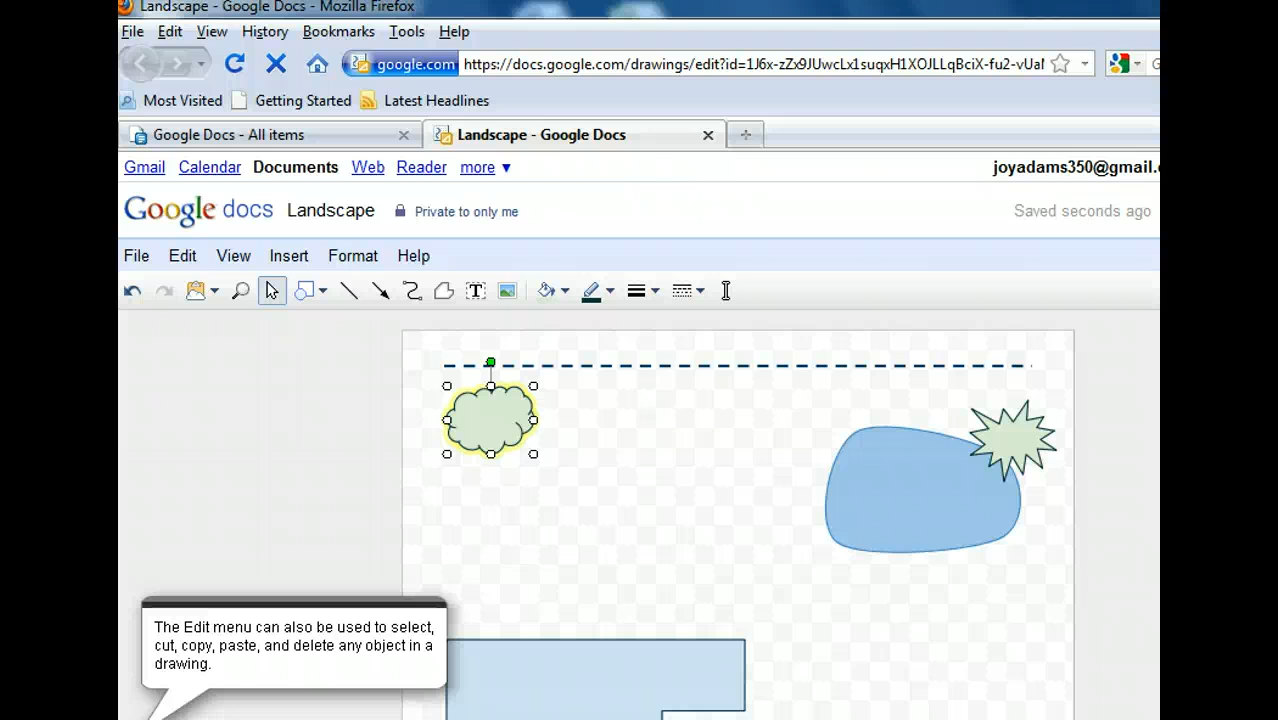 Landscape - Google Docs - Mozilla Firefox
File Edit View History Bookmarks Tools Help
google.com https://docs.google.com/drawings/edit?id=1J6x-zZx9JUwcLx1suqxH1XOJLLqBciX-fu2-vUaM
Most Visited Getting Started Latest Headlines
Google Docs - All items Landscape - Google Docs
Gmail Calendar Documents Web Reader more ▼ joyadams350@gmail.
Google docs Landscape Private to only me Saved seconds ago
File Edit View Insert Format Help
T
The Edit menu can also be used to select,
cut, copy, paste, and delete any object in a
drawing.